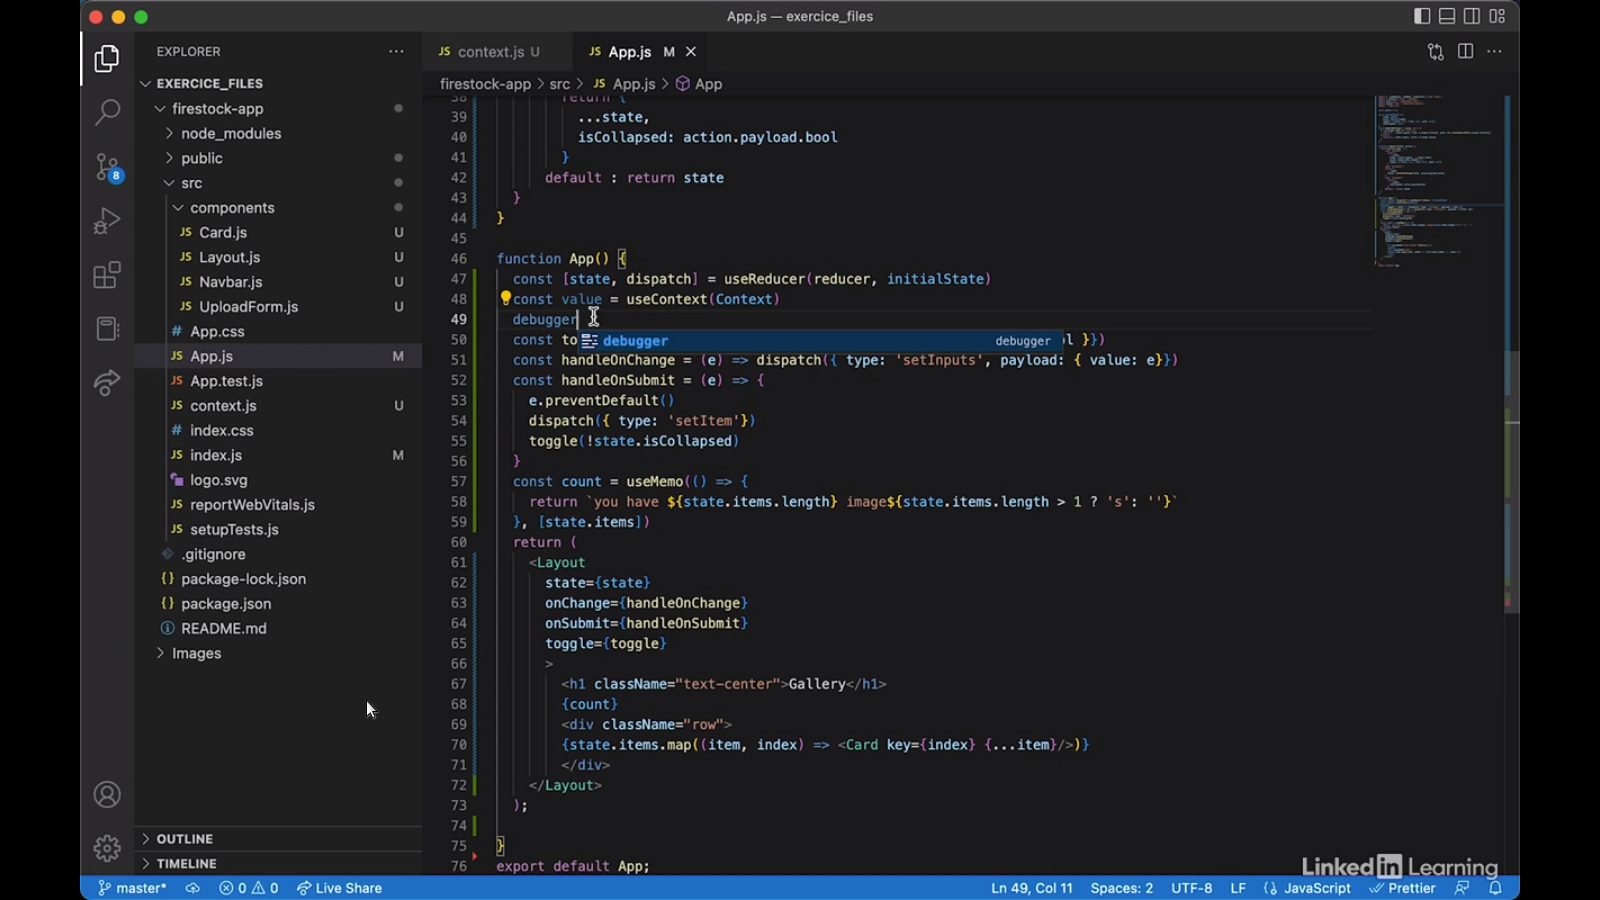 App.js — exercice_files
EXPLORER
context.js U
App.js M
firestock-app > src > App.js > App
EXERCICE_FILES
firestock-app
node_modules
public
src
components
Card.js U
Layout.js U
Navbar.js U
UploadForm.js U
App.css
App.js M
App.test.js
context.js U
index.css
index.js M
logo.svg
reportWebVitals.js
setupTests.js
.gitignore
package-lock.json
package.json
README.md
Images
OUTLINE
TIMELINE
8
38 return {
39 ...state,
40 isCollapsed: action.payload.bool
41 }
42 default : return state
43 }
44 }
45
46 function App() {
47 const [state, dispatch] = useReducer(reducer, initialState)
48 const value = useContext(Context)
49 debugger
debugger debugger
50 const to l }})
51 const handleOnChange = (e) => dispatch({ type: 'setInputs', payload: { value: e}})
52 const handleOnSubmit = (e) => {
53 e.preventDefault()
54 dispatch({ type: 'setItem'})
55 toggle(!state.isCollapsed)
56 }
57 const count = useMemo(() => {
58 return `you have ${state.items.length} image${state.items.length > 1 ? 's': ''}`
59 }, [state.items])
60 return (
61 <Layout
62 state={state}
63 onChange={handleOnChange}
64 onSubmit={handleOnSubmit}
65 toggle={toggle}
66 >
67 <h1 className="text-center">Gallery</h1>
68 {count}
69 <div className="row">
70 {state.items.map((item, index) => <Card key={index} {...item}/>)}
71 </div>
72 </Layout>
73 );
74
75 }
76 export default App;
LinkedIn Learning
master* 0 0 Live Share
Ln 49, Col 11 Spaces: 2 UTF-8 LF {} JavaScript Prettier